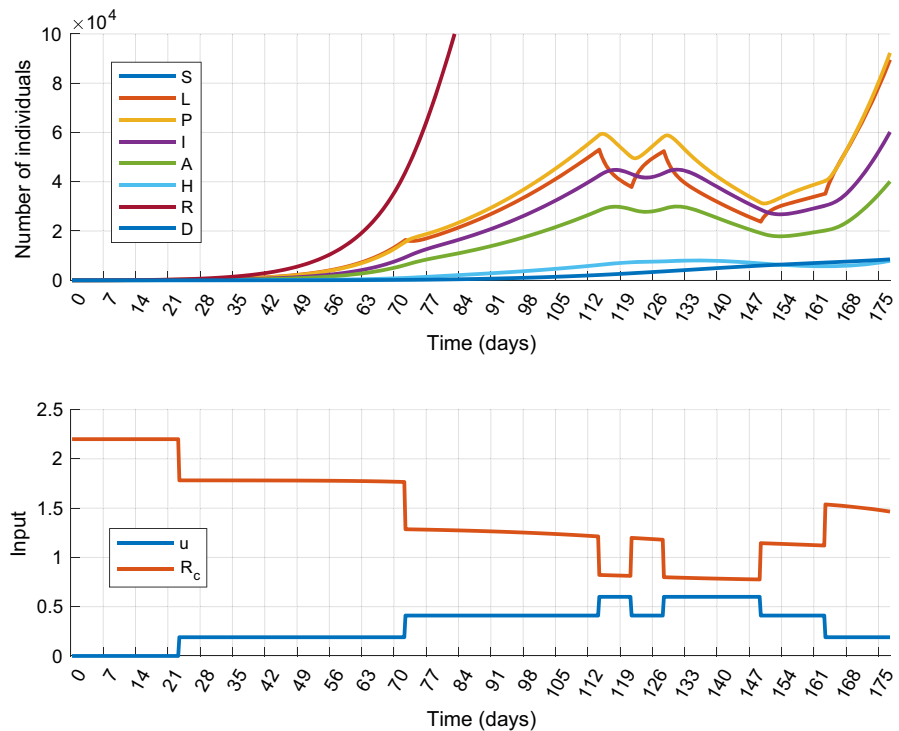 ×10⁴
10
8
6
4
2
0
Number of individuals
S
L
P
I
A
H
R
D
0 7 14 21 28 35 42 49 56 63 70 77 84 91 98 105 112 119 126 133 140 147 154 161 168 175
Time (days)
2.5
2
1.5
1
0.5
0
Input
u
R_c
0 7 14 21 28 35 42 49 56 63 70 77 84 91 98 105 112 119 126 133 140 147 154 161 168 175
Time (days)